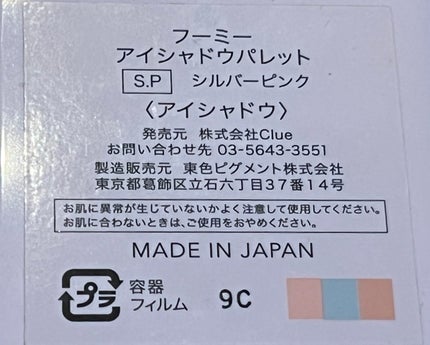 フーミー
アイシャドウパレット
S.P シルバーピンク
〈アイシャドウ〉
発売元 株式会社Clue
お問い合わせ先 03-5643-3551
製造販売元 東色ピグメント株式会社
東京都葛飾区立石六丁目37番14号
お肌に異常が生じていないかよく注意して使用してください。
お肌に合わないときは、ご使用をおやめください。
MADE IN JAPAN
プラ 容器
フィルム 9C